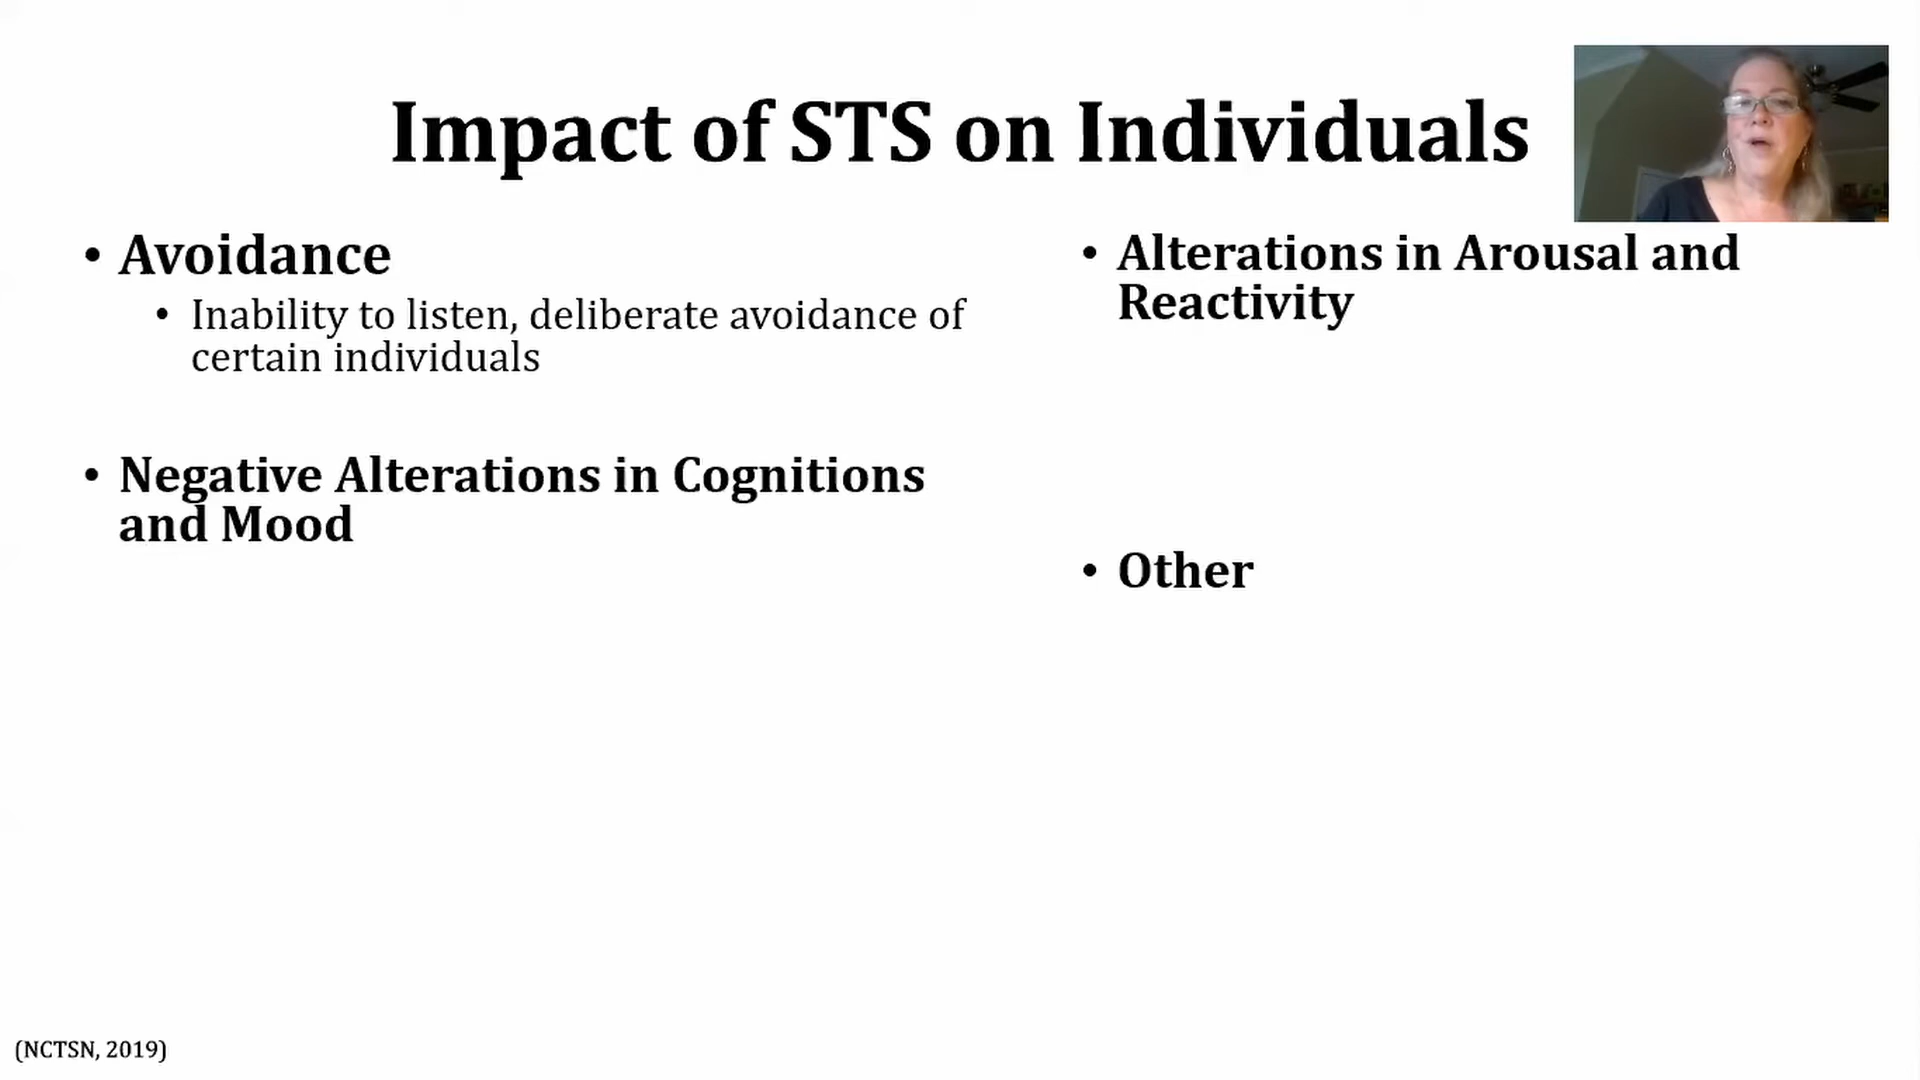 Impact of STS on Individuals
• Avoidance
• Inability to listen, deliberate avoidance of
certain individuals
• Negative Alterations in Cognitions
and Mood
• Alterations in Arousal and
Reactivity
• Other
(NCTSN, 2019)